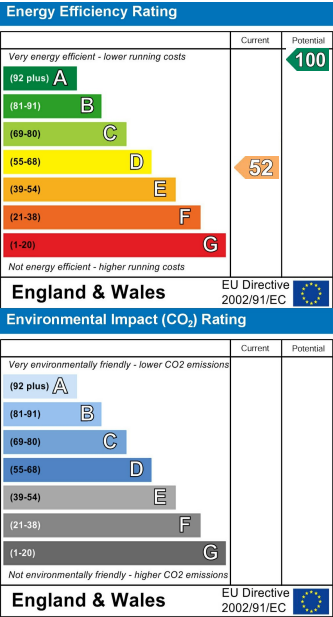 Energy Efficiency Rating
Current Potential
Very energy efficient - lower running costs
100
(92 plus) A
(81-91) B
(69-80) C
(55-68) D
52
(39-54) E
(21-38) F
(1-20) G
Not energy efficient - higher running costs
England & Wales
EU Directive
2002/91/EC
Environmental Impact (CO₂) Rating
Current Potential
Very environmentally friendly - lower CO2 emissions
(92 plus) A
(81-91) B
(69-80) C
(55-68) D
(39-54) E
(21-38) F
(1-20) G
Not environmentally friendly - higher CO2 emissions
England & Wales
EU Directive
2002/91/EC